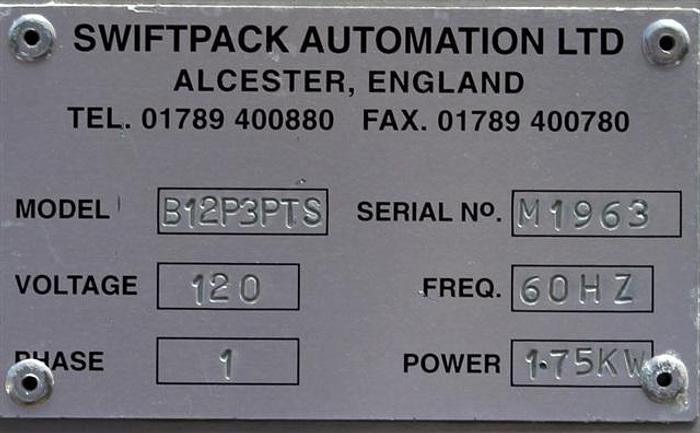 SWIFTPACK AUTOMATION LTD
ALCESTER, ENGLAND
TEL. 01789 400880 FAX. 01789 400780
MODEL B12P3PTS SERIAL No. M1963
VOLTAGE 120 FREQ. 60HZ
PHASE 1 POWER 1.75KW